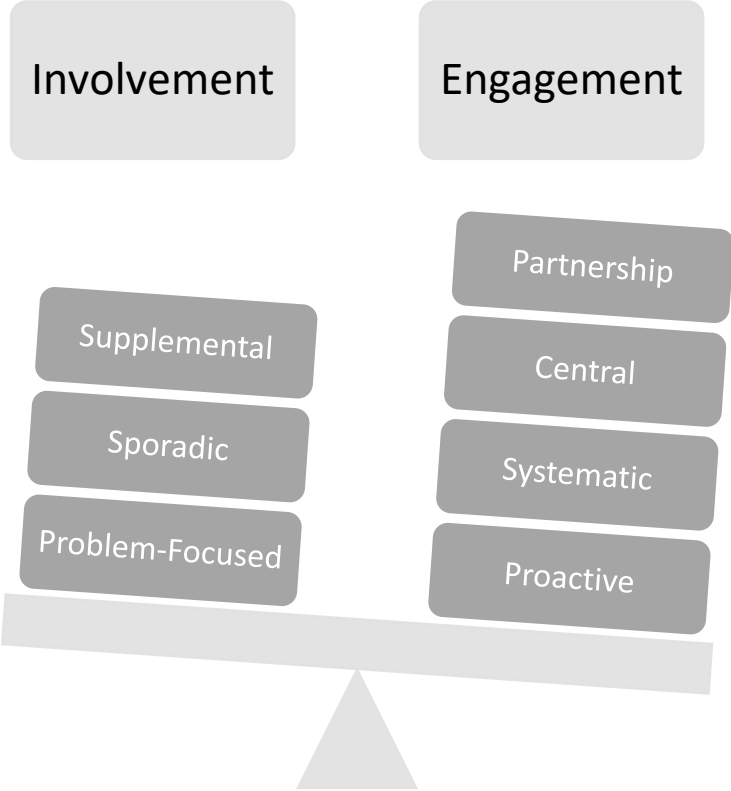 Involvement
Engagement
Supplemental
Sporadic
Problem-Focused
Partnership
Central
Systematic
Proactive